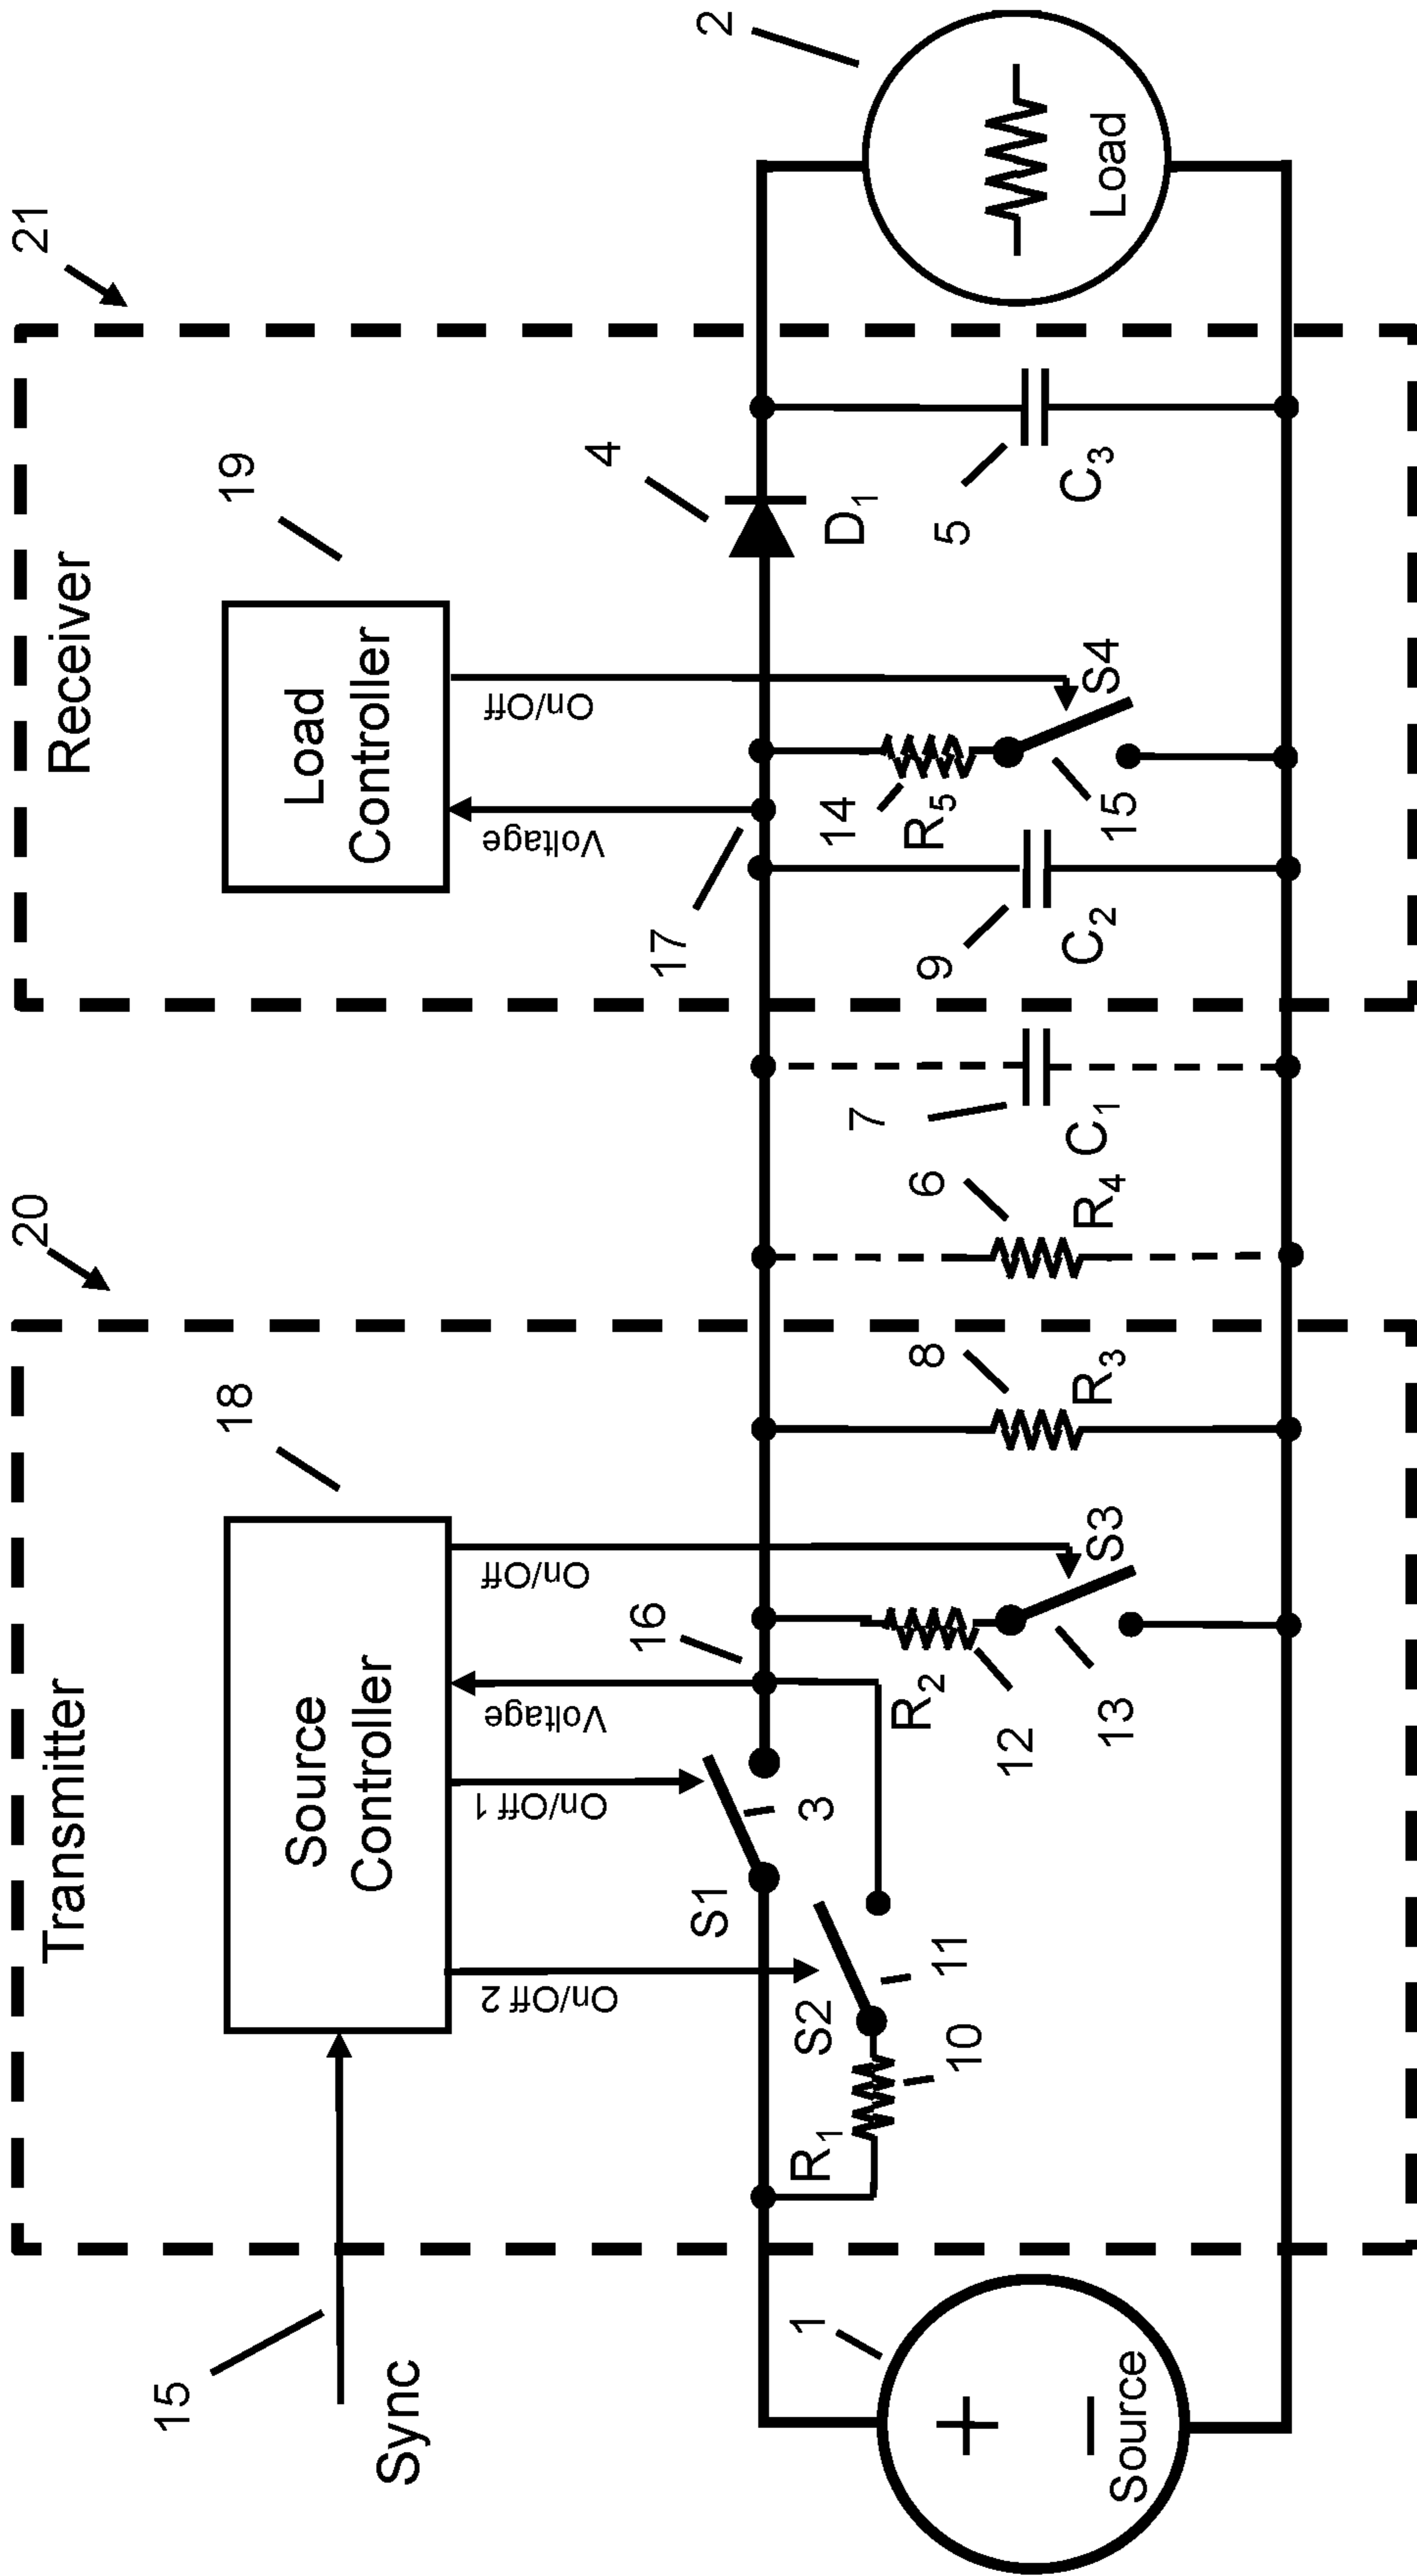 20
21
Transmitter
Receiver
15
Sync
18
Source
Controller
19
Load
Controller
On/Off 2
On/Off 1
Voltage
On/Off
Voltage
On/Off
16
17
4
2
S1
3
R1
S2
10
11
R2
12
13
S3
8
R3
6
R4
7
C1
9
C2
14
R5
15
S4
D1
5
C3
1
+
−
Source
Load